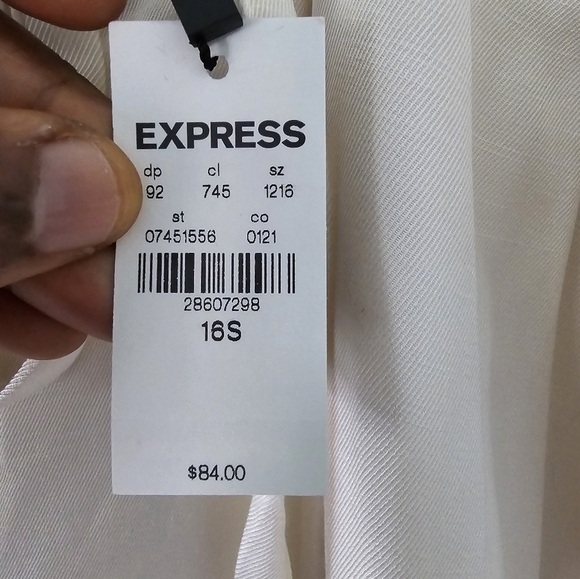 EXPRESS
dp cl sz
92 745 1216
st co
07451556 0121
28607298
16S
$84.00